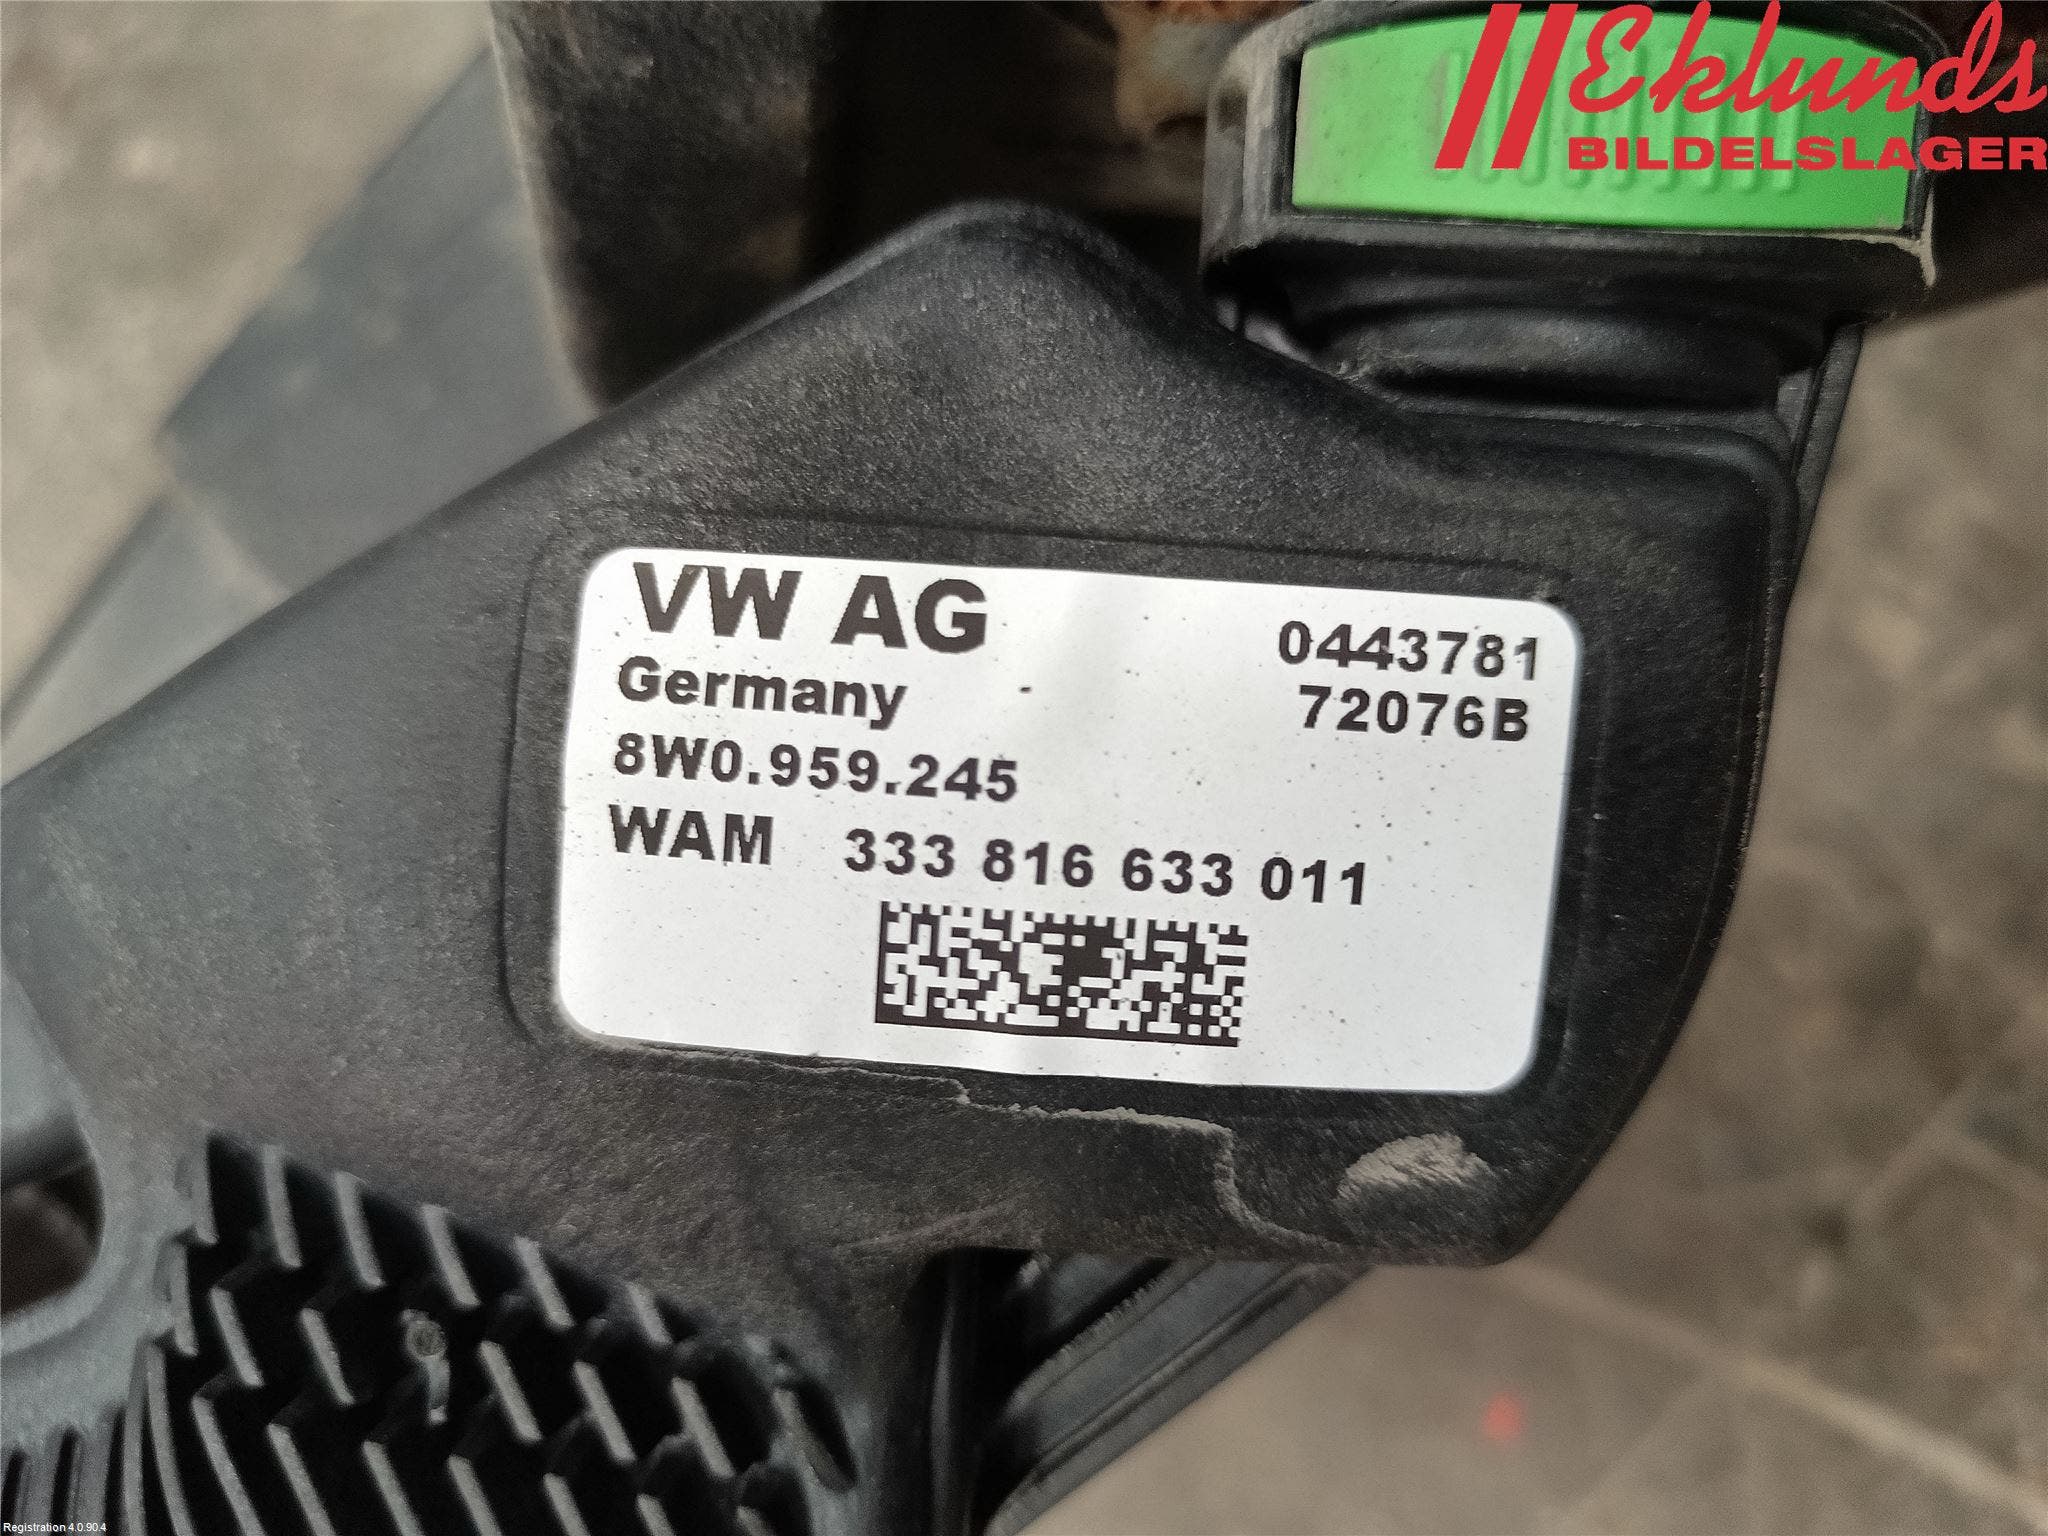 Eklunds
BILDELSLAGER
VW AG
0443781
Germany
72076B
8W0.959.245
WAM 333 816 633 011
Registration 4.0.90.4